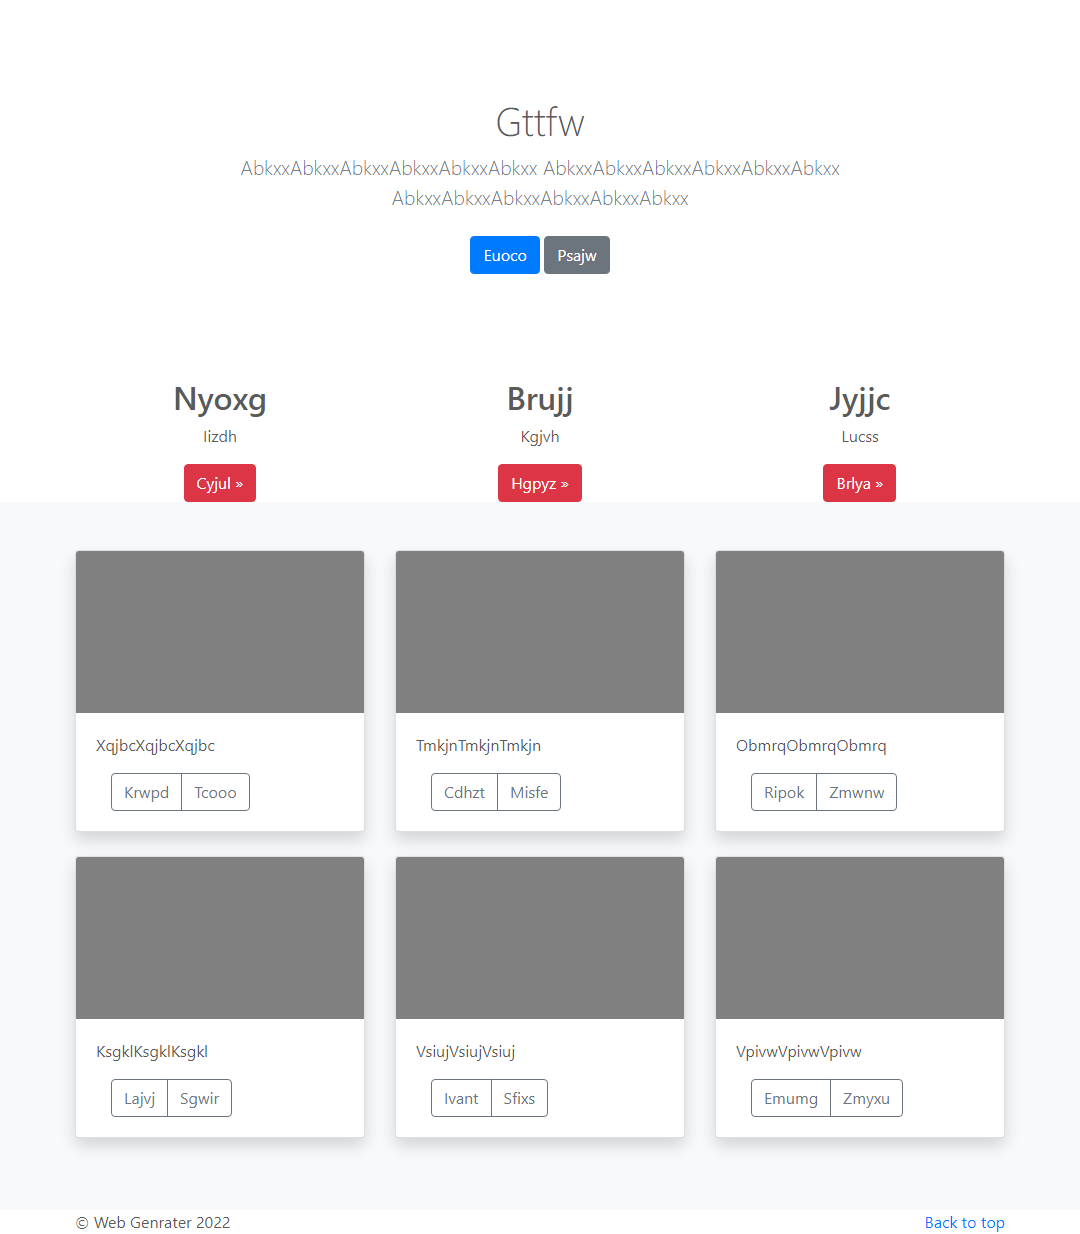 Gttfw
AbkxxAbkxxAbkxxAbkxxAbkxxAbkxx AbkxxAbkxxAbkxxAbkxxAbkxxAbkxx
AbkxxAbkxxAbkxxAbkxxAbkxxAbkxx
Euoco Psajw
Nyoxg Brujj Jyjjc
Iizdh Kgjvh Lucss
Cyjul » Hgpyz » Brlya »
XqjbcXqjbcXqjbc TmkjnTmkjnTmkjn ObmrqObmrqObmrq
Krwpd Tcooo Cdhzt Misfe Ripok Zmwnw
KsgklKsgklKsgkl VsiujVsiujVsiuj VpivwVpivwVpivw
Lajvj Sgwir Ivant Sfixs Emumg Zmyxu
© Web Genrater 2022 Back to top